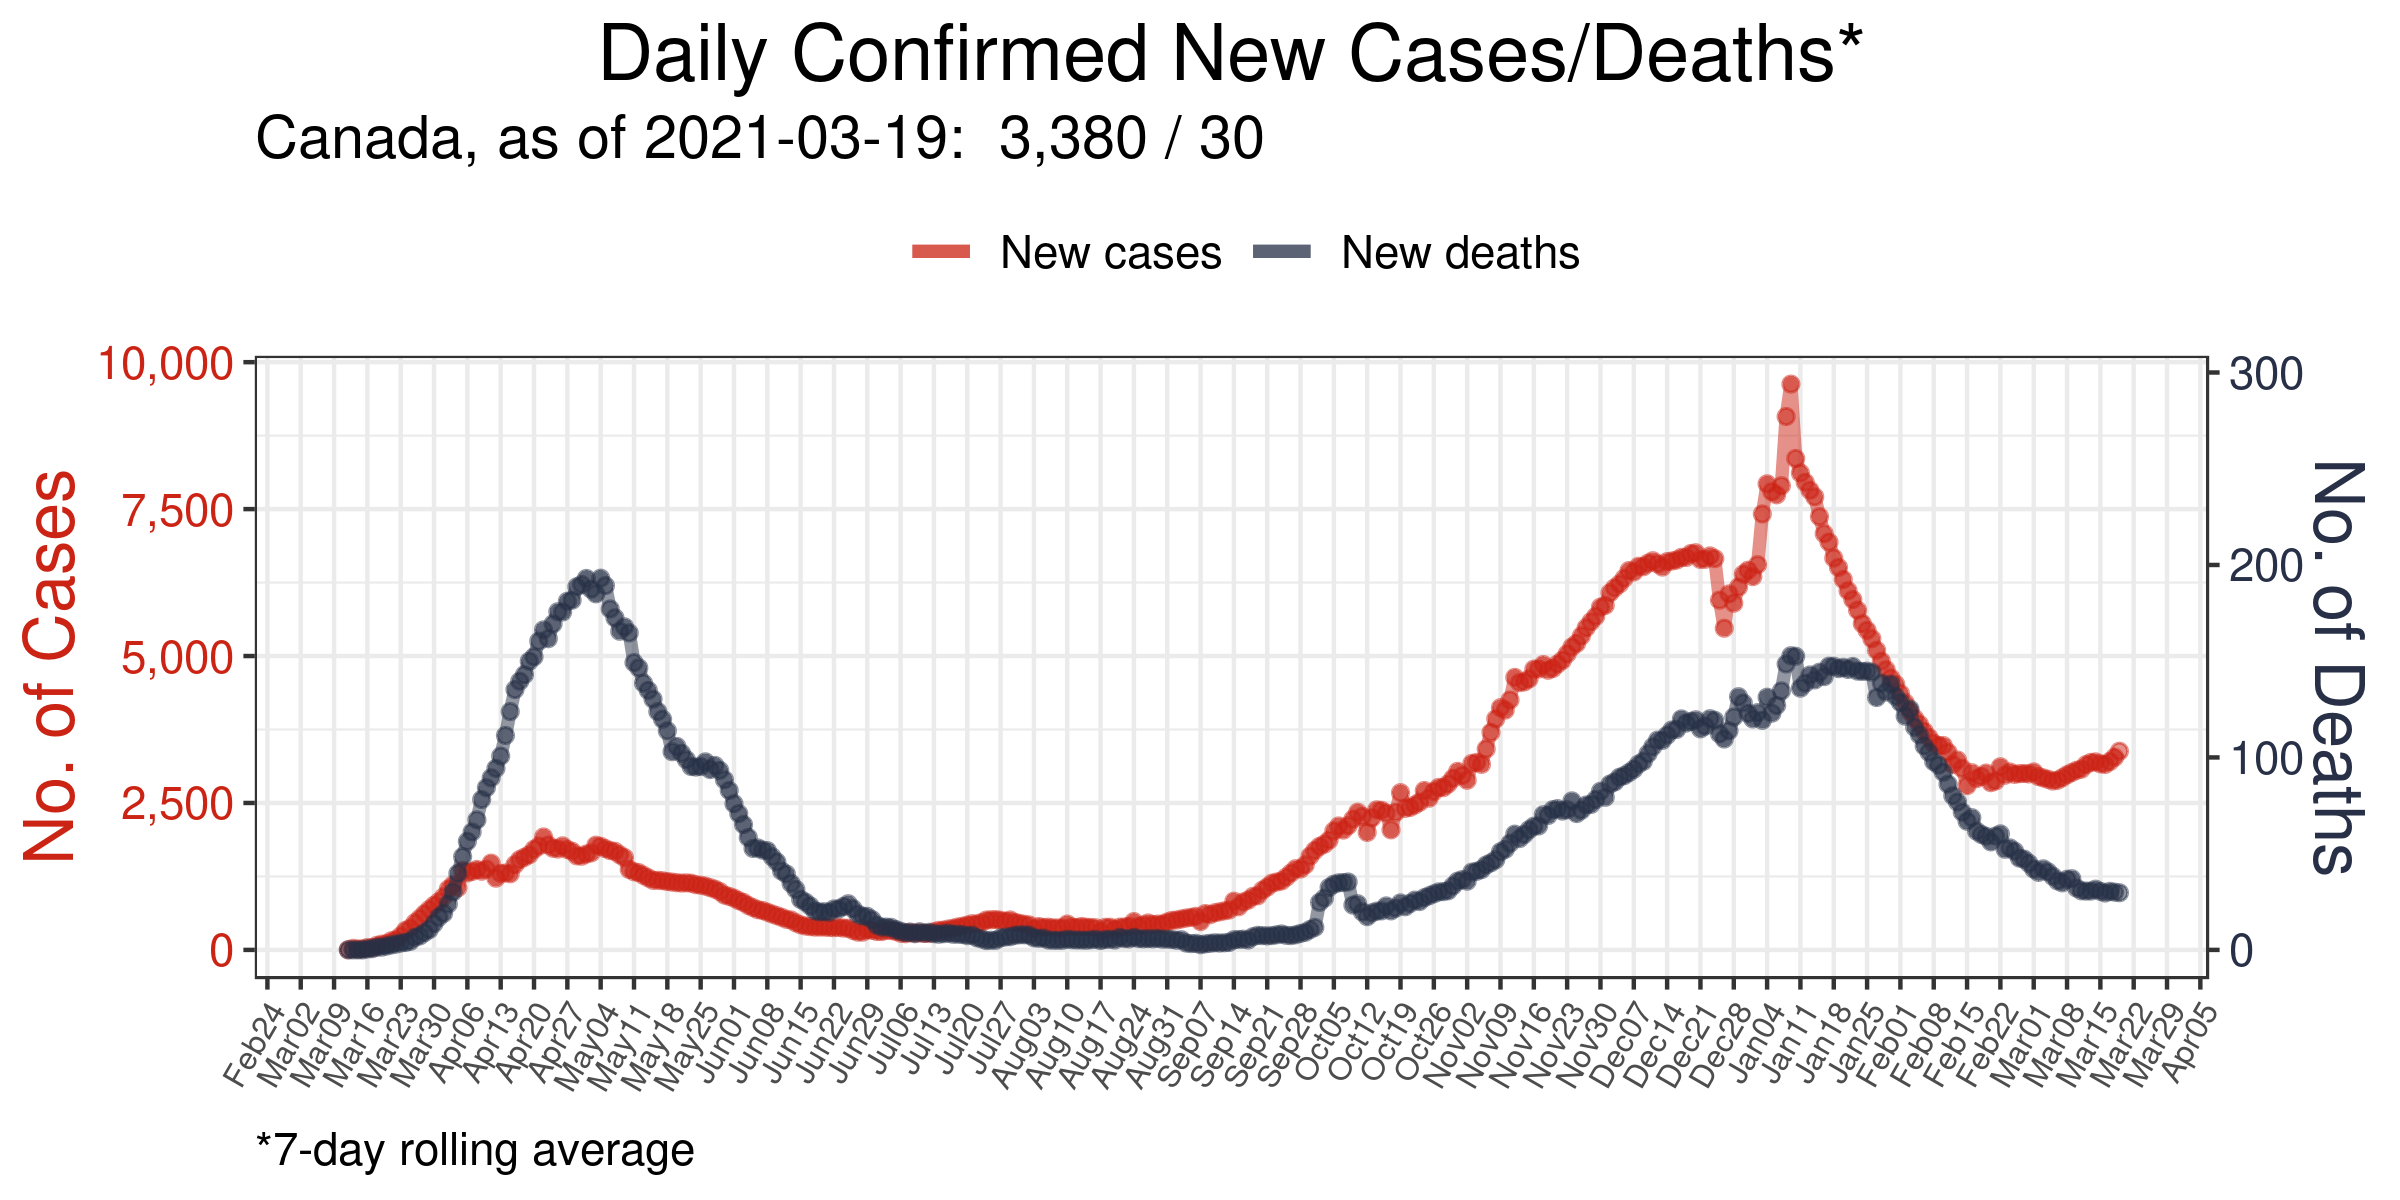 Daily Confirmed New Cases/Deaths*
Canada, as of 2021-03-19:  3,380 / 30
New cases
New deaths
No. of Cases
10,000
7,500
5,000
2,500
0
300
200
100
0
No. of Deaths
Feb24
Mar02
Mar09
Mar16
Mar23
Mar30
Apr06
Apr13
Apr20
Apr27
May04
May11
May18
May25
Jun01
Jun08
Jun15
Jun22
Jun29
Jul06
Jul13
Jul20
Jul27
Aug03
Aug10
Aug17
Aug24
Aug31
Sep07
Sep14
Sep21
Sep28
Oct05
Oct12
Oct19
Oct26
Nov02
Nov09
Nov16
Nov23
Nov30
Dec07
Dec14
Dec21
Dec28
Jan04
Jan11
Jan18
Jan25
Feb01
Feb08
Feb15
Feb22
Mar01
Mar08
Mar15
Mar22
Mar29
Apr05
*7-day rolling average